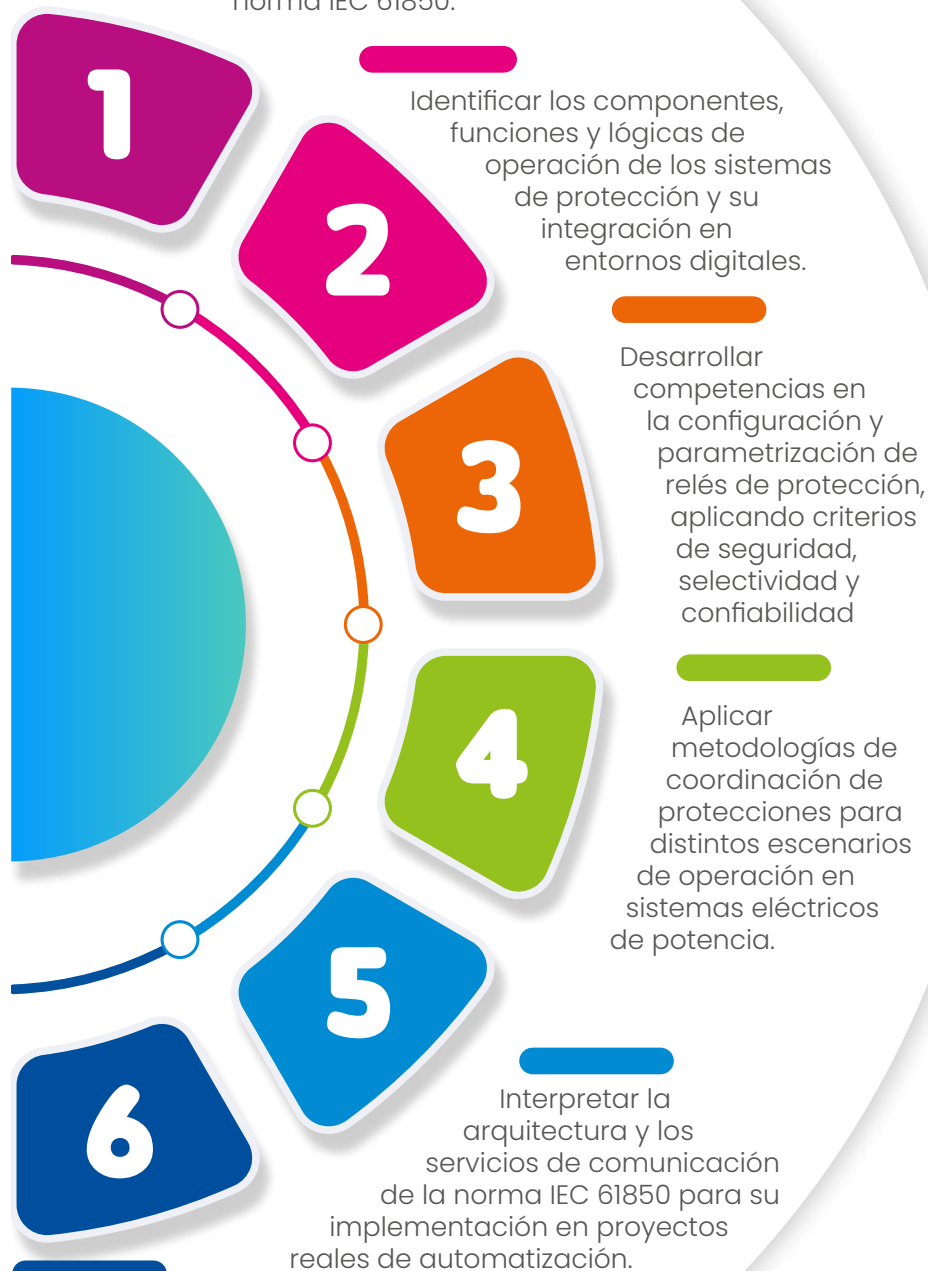 norma IEC 61850.
1
Identificar los componentes,
funciones y lógicas de
operación de los sistemas
de protección y su
integración en
entornos digitales.
2
Desarrollar
competencias en
la configuración y
parametrización de
relés de protección,
aplicando criterios
de seguridad,
selectividad y
confiabilidad
3
Aplicar
metodologías de
coordinación de
protecciones para
distintos escenarios
de operación en
sistemas eléctricos
de potencia.
4
5
Interpretar la
arquitectura y los
servicios de comunicación
de la norma IEC 61850 para su
implementación en proyectos
reales de automatización.
6